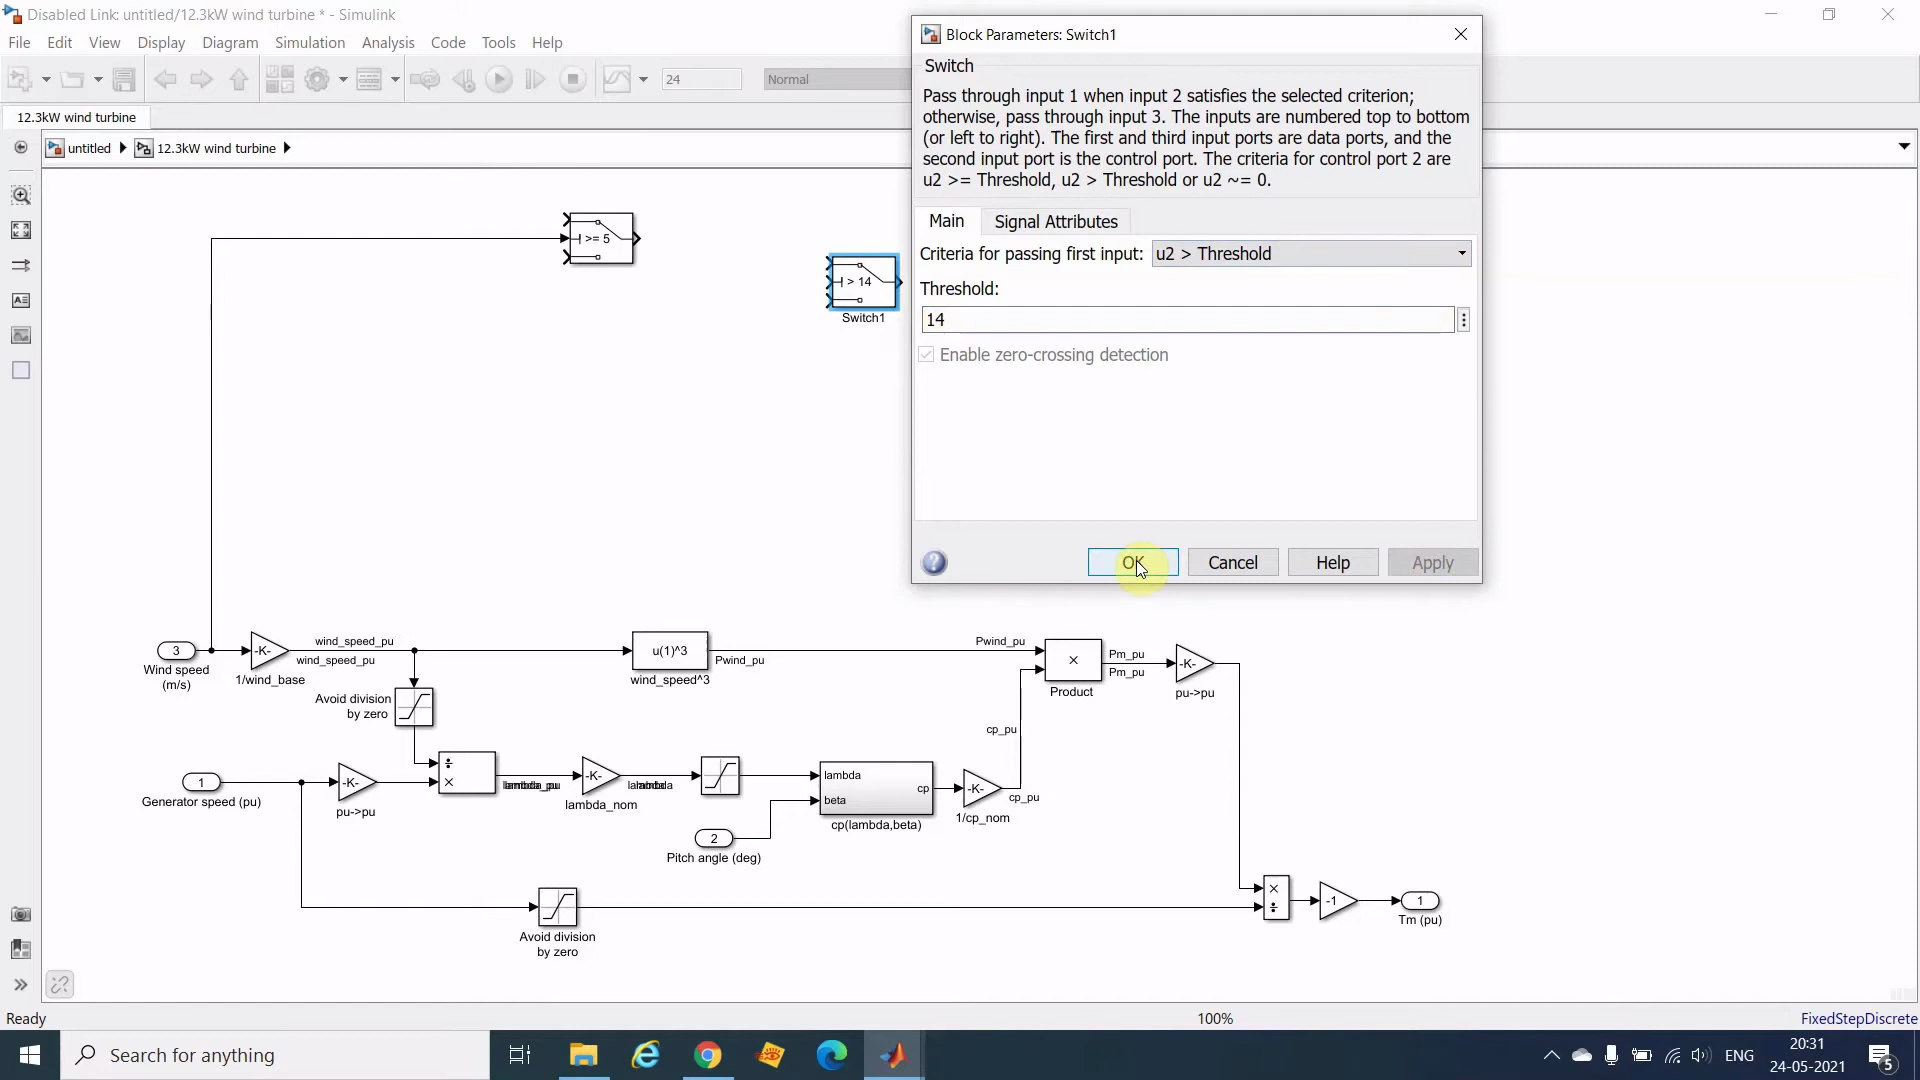 Disabled Link: untitled/12.3kW wind turbine * - Simulink
File Edit View Display Diagram Simulation Analysis Code Tools Help
24
Normal
12.3kW wind turbine
untitled
12.3kW wind turbine
Block Parameters: Switch1
Switch
Pass through input 1 when input 2 satisfies the selected criterion;
otherwise, pass through input 3. The inputs are numbered top to bottom
(or left to right). The first and third input ports are data ports, and the
second input port is the control port. The criteria for control port 2 are
u2 >= Threshold, u2 > Threshold or u2 ~= 0.
Main
Signal Attributes
Criteria for passing first input:
u2 > Threshold
Threshold:
14
Enable zero-crossing detection
OK
Cancel
Help
Apply
>= 5
> 14
Switch1
3
Wind speed
(m/s)
-K-
1/wind_base
wind_speed_pu
wind_speed_pu
Avoid division
by zero
u(1)^3
wind_speed^3
Pwind_pu
Pwind_pu
×
Product
Pm_pu
Pm_pu
-K-
pu->pu
cp_pu
1
Generator speed (pu)
-K-
pu->pu
÷
×
lambda_pu
-K-
lambda_nom
lambda
lambda
beta
cp
cp(lambda,beta)
-K-
1/cp_nom
cp_pu
2
Pitch angle (deg)
Avoid division
by zero
×
÷
-1
1
Tm (pu)
Ready
100%
FixedStepDiscrete
Search for anything
ENG
20:31
24-05-2021
5